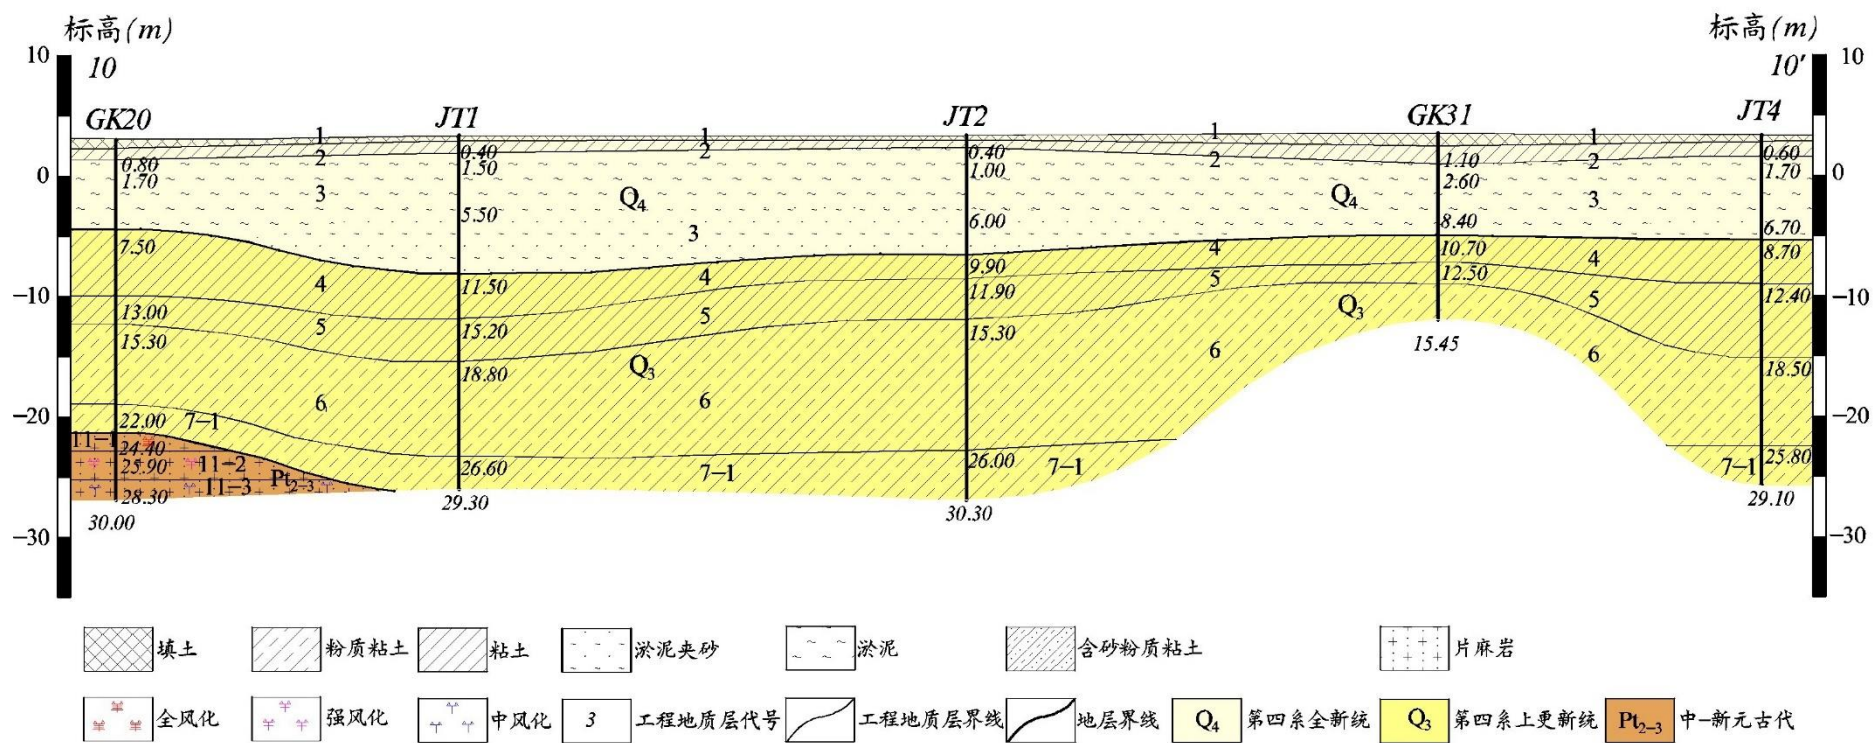 标高(m) 标高(m)
10 10 10′ 10
GK20 JT1 JT2 GK31 JT4
1 1 1 1
0.80 2 0.40 2 0.40 2 1.10 2 0.60
0 1.70 1.50 1.00 2.60 1.70 0
3 Q4 Q4 3
5.50 6.00 8.40 6.70
3
7.50 9.90 4 10.70 4 8.70
4 11.50 4 11.90 5 12.50
-10 5 12.40 -10
13.00 5 15.20 5 15.30 Q3
15.30 18.80 Q3 6 15.45 6 18.50
6 6
-20 22.00 7-1 -20
11-1 24.40 26.60 7-1 26.00 7-1 7-1 25.80
25.90 11-2
28.30 11-3 Pt2-3
30.00 29.30 30.30 29.10
-30 -30
填土 粉质粘土 粘土 淤泥夹砂 淤泥 含砂粉质粘土 片麻岩
全风化 强风化 中风化 3 工程地质层代号 工程地质层界线 地层界线 Q4 第四系全新统 Q3 第四系上更新统 Pt2-3 中-新元古代